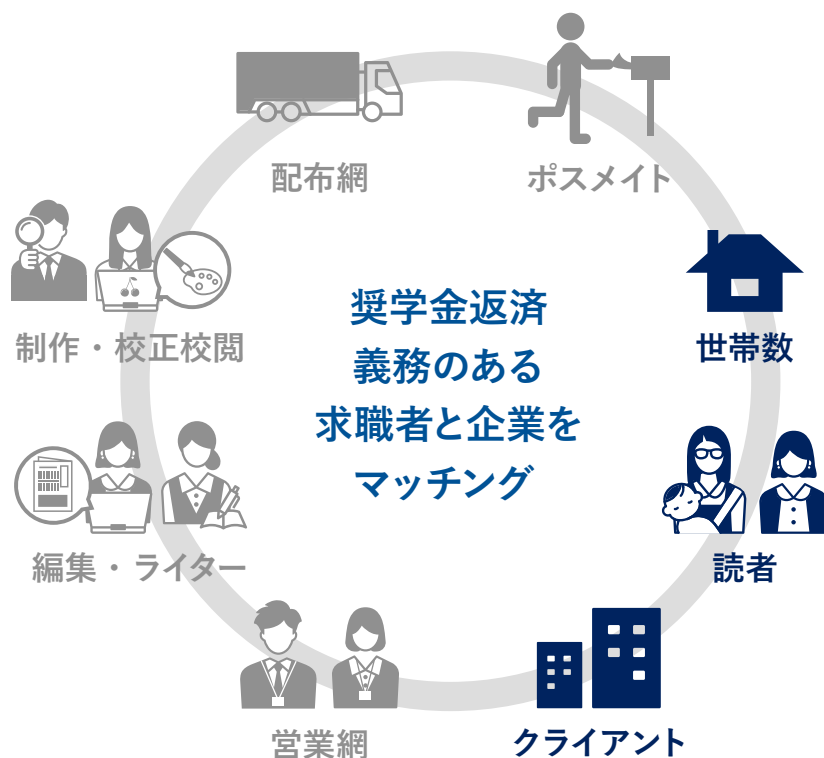 配布網
ポスメイト
制作・校正校閲
世帯数
奨学金返済
義務のある
求職者と企業を
マッチング
編集・ライター
読者
営業網
クライアント